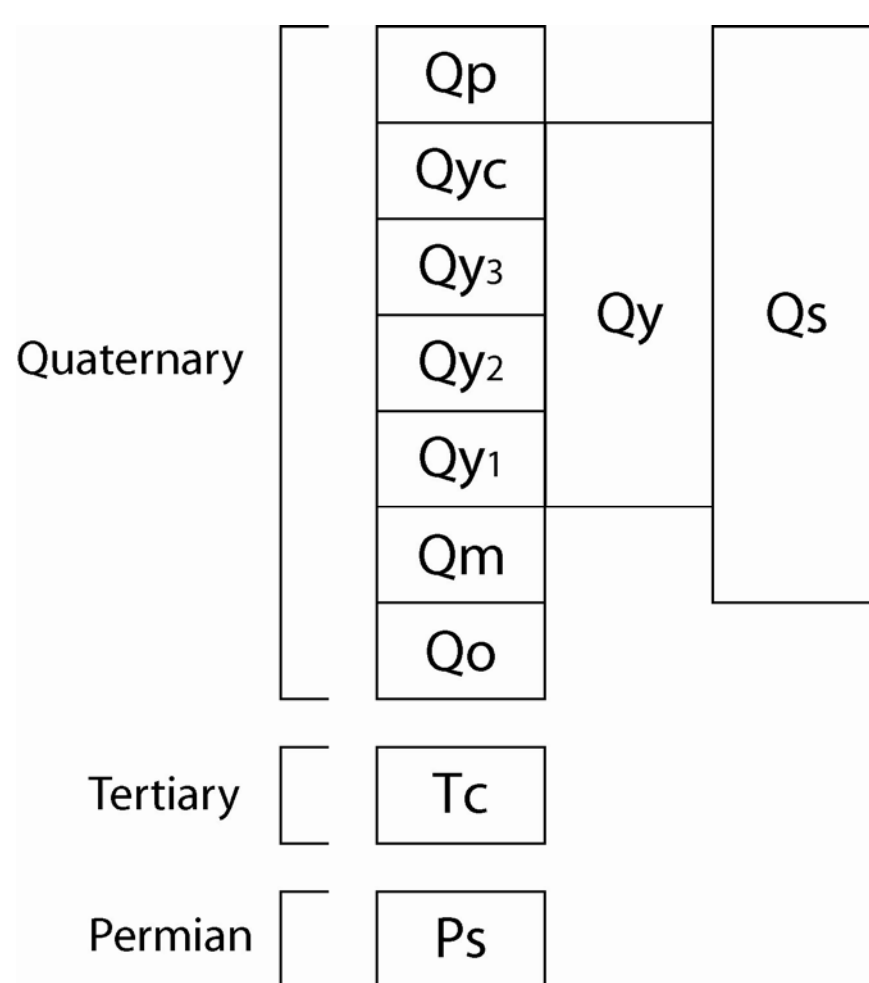 Qp
Qyc
Qy3
Qy Qs
Quaternary Qy2
Qy1
Qm
Qo
Tertiary Tc
Permian Ps